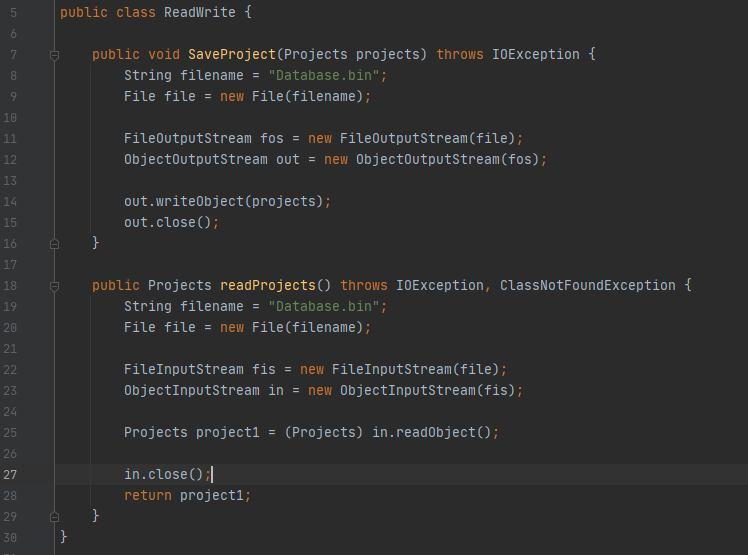 5 public class ReadWrite {
6
7 public void SaveProject(Projects projects) throws IOException {
8 String filename = "Database.bin";
9 File file = new File(filename);
10
11 FileOutputStream fos = new FileOutputStream(file);
12 ObjectOutputStream out = new ObjectOutputStream(fos);
13
14 out.writeObject(projects);
15 out.close();
16 }
17
18 public Projects readProjects() throws IOException, ClassNotFoundException {
19 String filename = "Database.bin";
20 File file = new File(filename);
21
22 FileInputStream fis = new FileInputStream(file);
23 ObjectInputStream in = new ObjectInputStream(fis);
24
25 Projects project1 = (Projects) in.readObject();
26
27 in.close();
28 return project1;
29 }
30 }